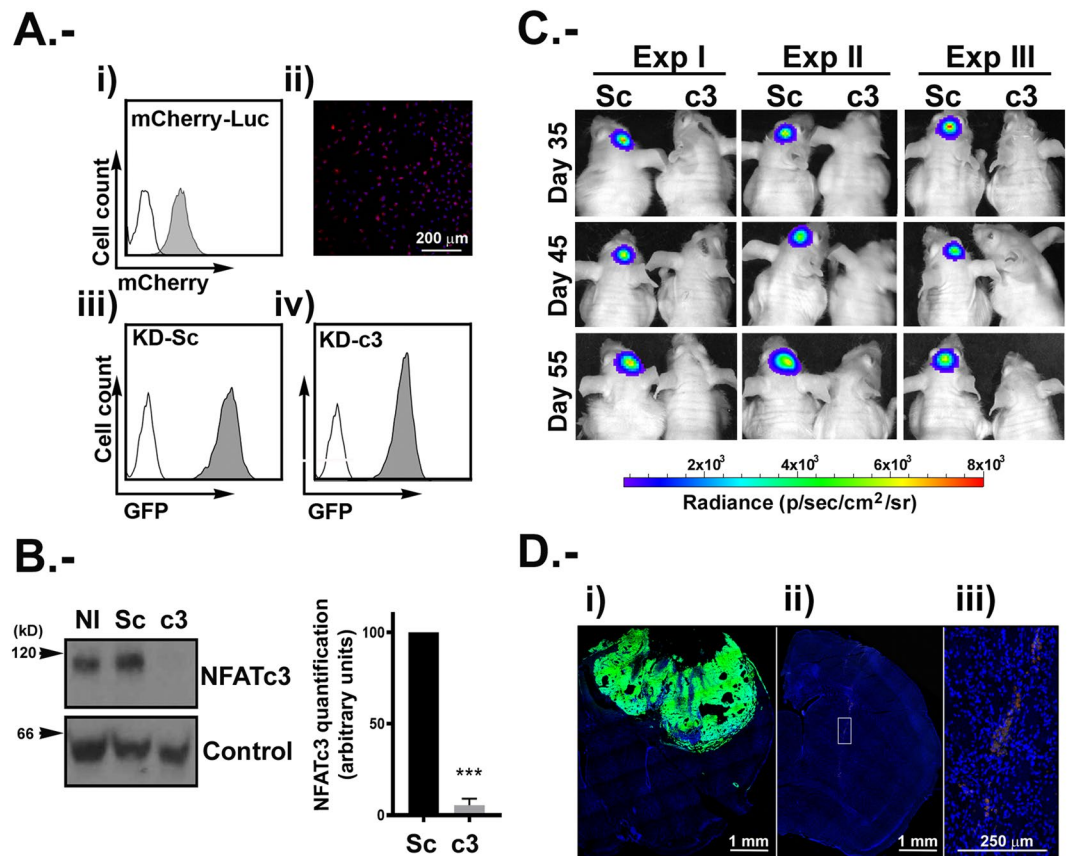 A.-
i)
mCherry-Luc
Cell count
mCherry
ii)
200 µm
iii)
KD-Sc
Cell count
GFP
iv)
KD-c3
GFP
B.-
NI Sc c3
(kD)
120
NFATc3
66
Control
NFATc3 quantification
(arbitrary units)
100
50
0
***
Sc c3
C.-
Exp I Exp II Exp III
Sc c3 Sc c3 Sc c3
Day 35
Day 45
Day 55
2x10³ 4x10³ 6x10³ 8x10³
Radiance (p/sec/cm²/sr)
D.-
i) ii) iii)
1 mm 1 mm 250 µm